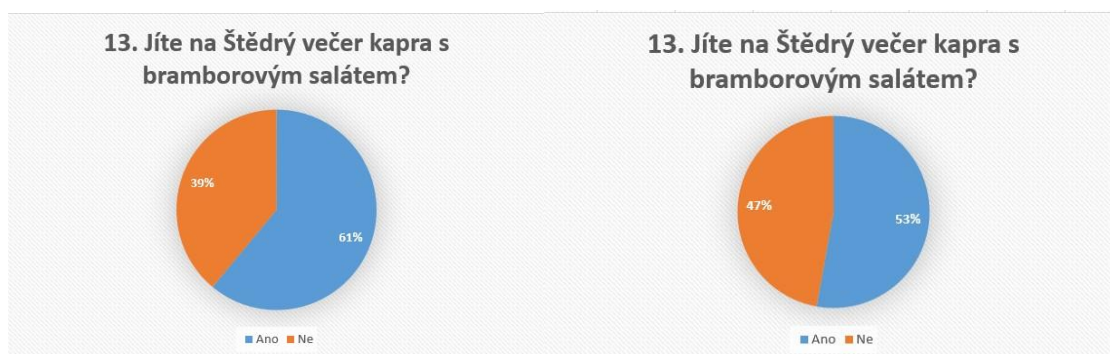 13. Jíte na Štědrý večer kapra s
bramborovým salátem?
39%
61%
Ano Ne
13. Jíte na Štědrý večer kapra s
bramborovým salátem?
47%
53%
Ano Ne